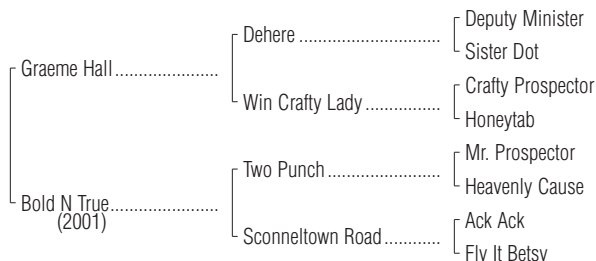 Deputy Minister
Dehere
Sister Dot
Graeme Hall
Crafty Prospector
Win Crafty Lady
Honeytab
Mr. Prospector
Two Punch
Heavenly Cause
Bold N True
(2001)
Ack Ack
Sconneltown Road
Fly It Betsy